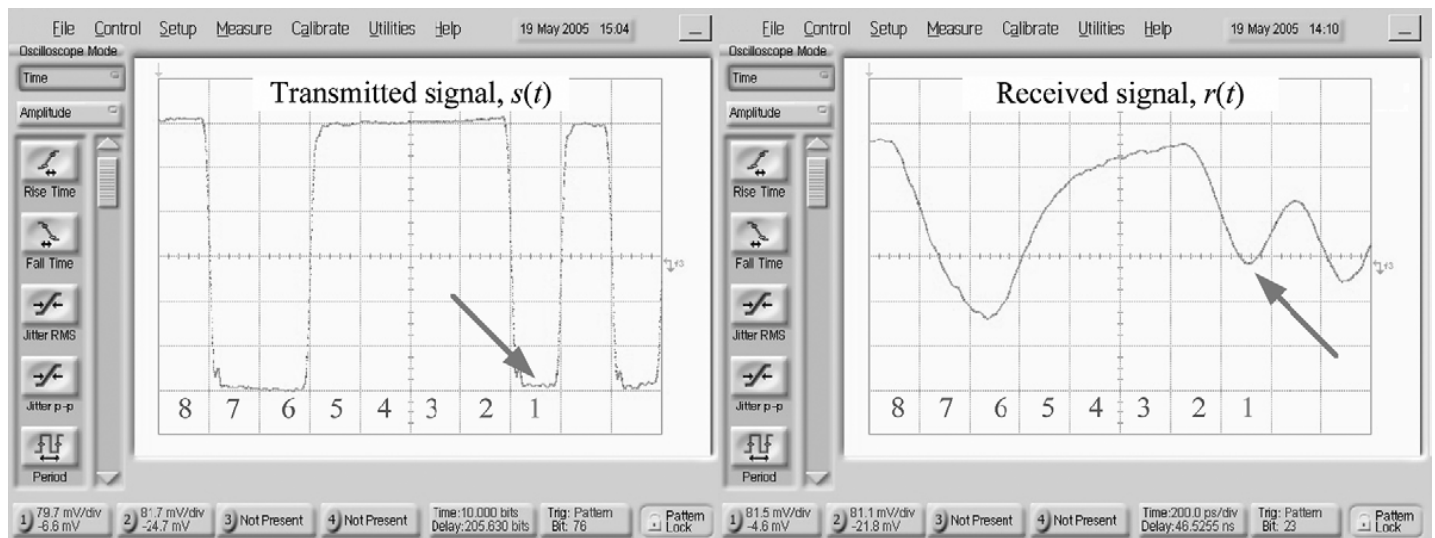 File Control Setup Measure Calibrate Utilities Help 19 May 2005 15:04
Oscilloscope Mode
Time
Amplitude
Rise Time
Fall Time
Jitter RMS
Jitter p-p
Period
Transmitted signal, s(t)
f3
8 7 6 5 4 3 2 1
1) 79.7 mV/div 2) 81.7 mV/div 3) Not Present 4) Not Present Time:10.000 bits Trig: Pattern Pattern
-6.6 mV -24.7 mV Delay:205.630 bits Bit: 76 Lock
File Control Setup Measure Calibrate Utilities Help 19 May 2005 14:10
Oscilloscope Mode
Time
Amplitude
Rise Time
Fall Time
Jitter RMS
Jitter p-p
Period
Received signal, r(t)
f3
8 7 6 5 4 3 2 1
1) 81.5 mV/div 2) 81.1 mV/div 3) Not Present 4) Not Present Time:200.0 ps/div Trig: Pattern Pattern
-4.6 mV -21.8 mV Delay:46.5255 ns Bit: 23 Lock